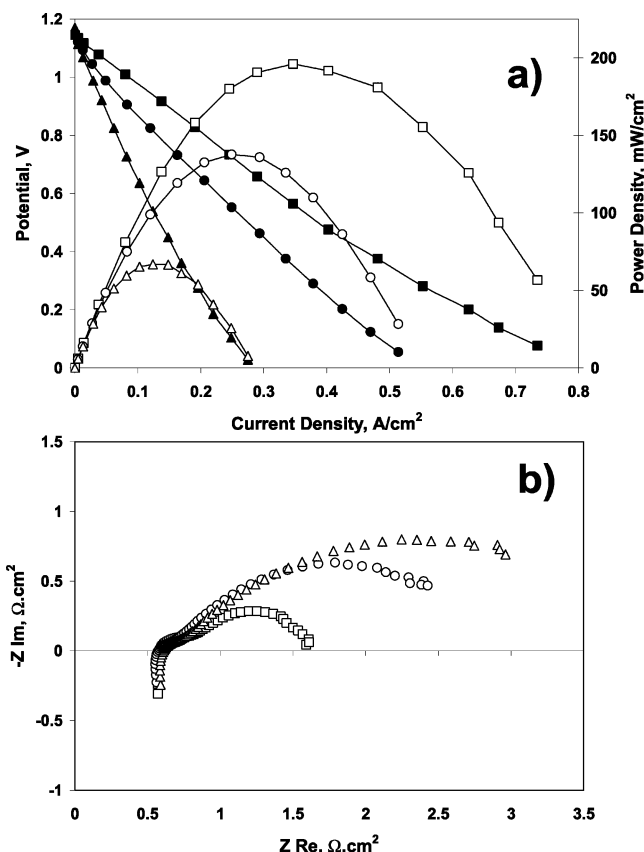 a)
Potential, V
1.2
1
0.8
0.6
0.4
0.2
0
Power Density, mW/cm²
200
150
100
50
0
0 0.1 0.2 0.3 0.4 0.5 0.6 0.7 0.8
Current Density, A/cm²
b)
-Z Im, Ω.cm²
1.5
1
0.5
0
-0.5
-1
0 0.5 1 1.5 2 2.5 3 3.5
Z Re, Ω.cm²